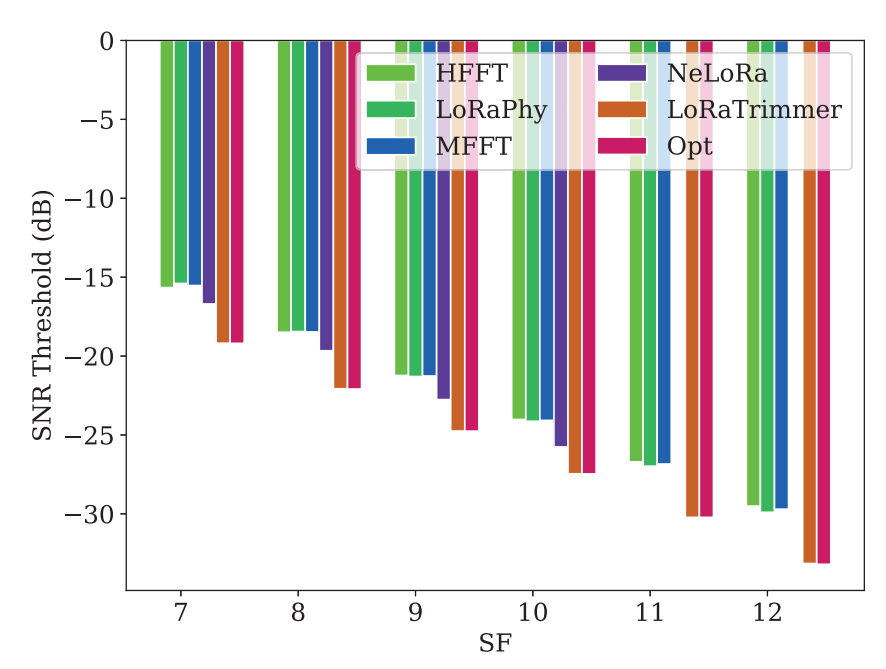 0
−5
−10
−15
−20
−25
−30
SNR Threshold (dB)
HFFT
LoRaPhy
MFFT
NeLoRa
LoRaTrimmer
Opt
7 8 9 10 11 12
SF